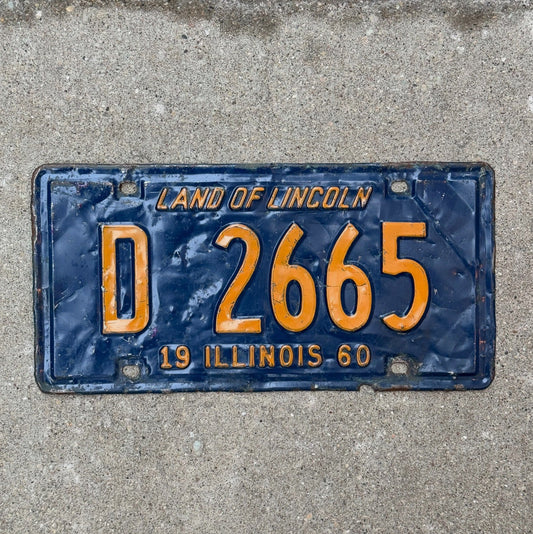 LAND OF LINCOLN
D 2665
19 ILLINOIS 60